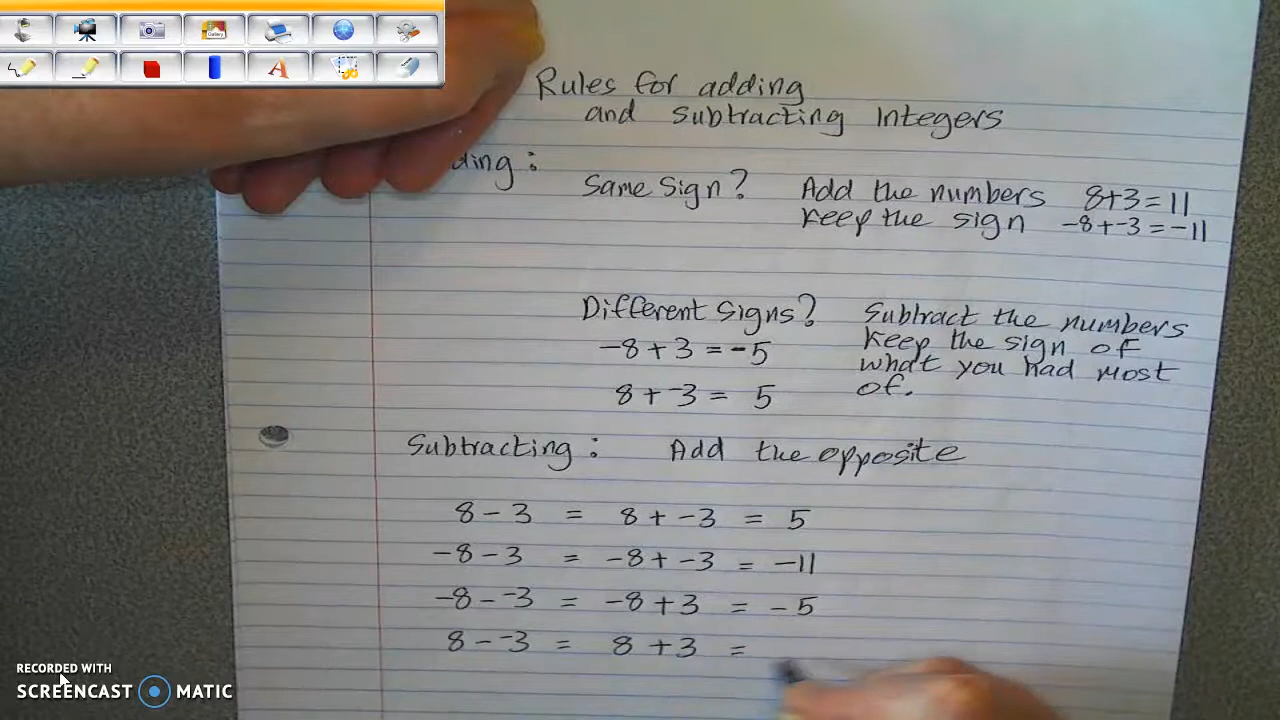 Rules for adding
and Subtracting Integers
ding:
Same Sign? Add the numbers 8+3=11
keep the sign -8+-3=-11
Different Signs? Subtract the numbers
-8+3=-5 keep the sign of
what you had most
8+-3= 5 of.
Subtracting: Add the opposite
8-3 = 8+-3 = 5
-8-3 = -8+-3 = -11
-8--3 = -8+3 = -5
8--3 = 8+3 =
RECORDED WITH
SCREENCAST MATIC